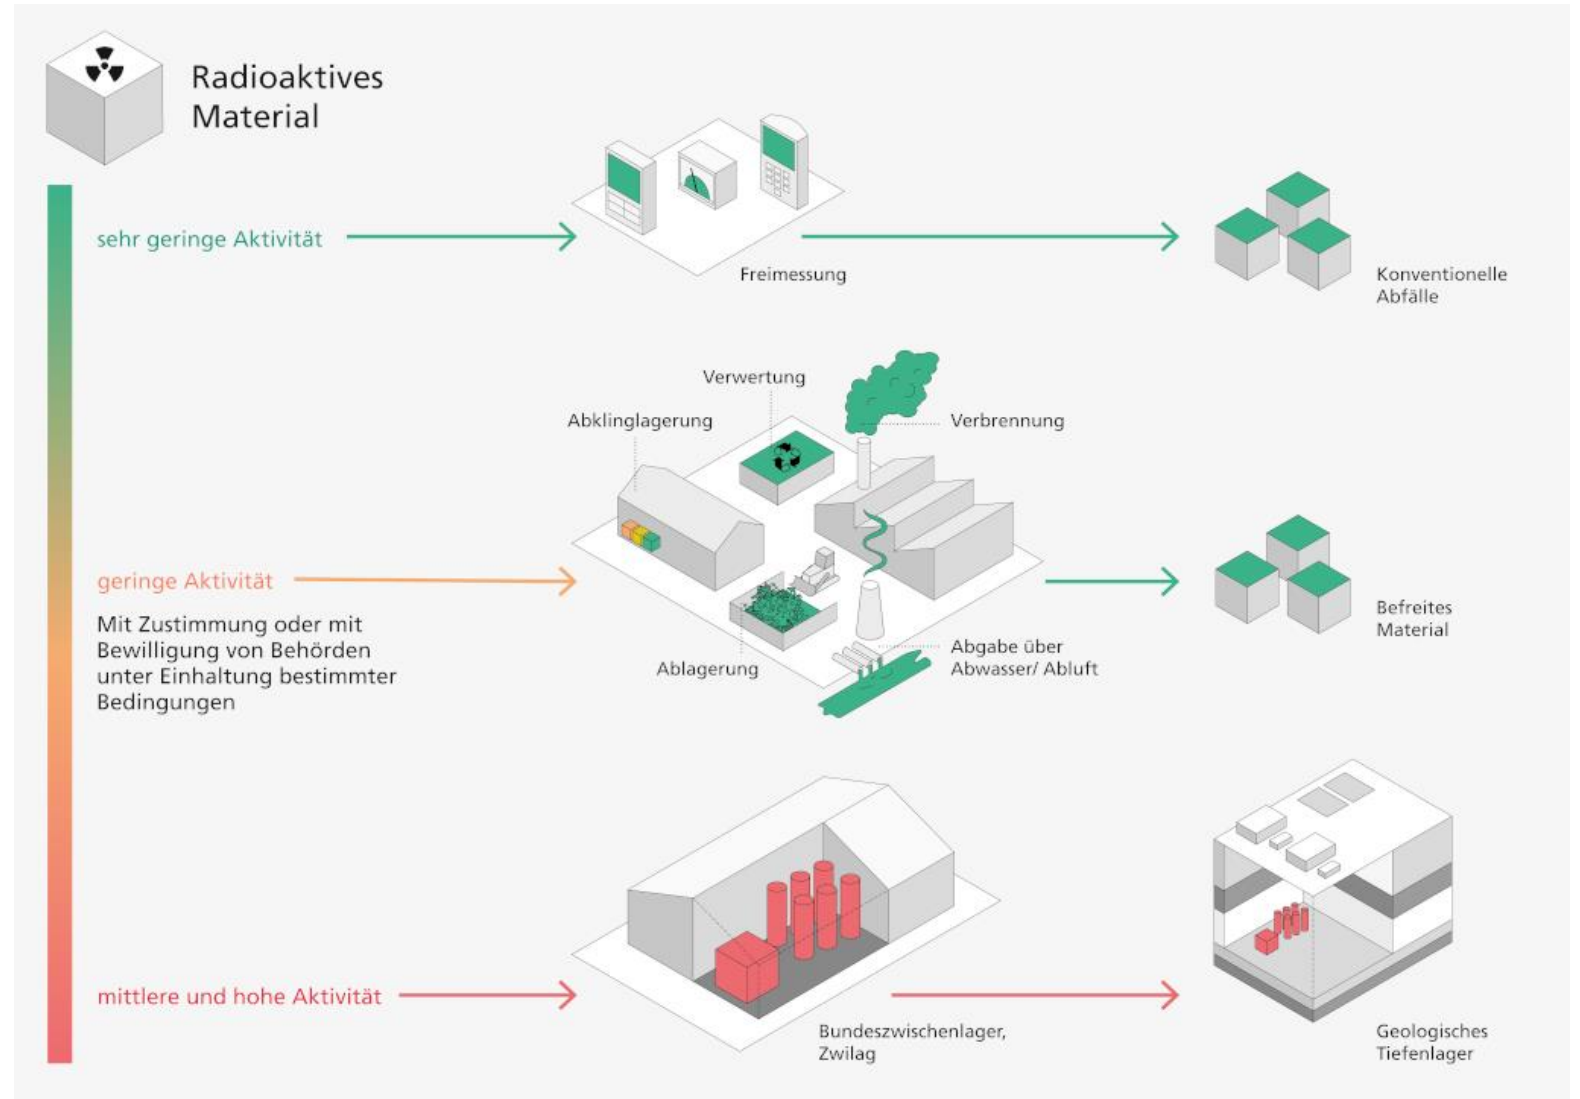 Radioaktives
Material
sehr geringe Aktivität
Freimessung
Konventionelle
Abfälle
Verwertung
Abklinglagerung
Verbrennung
geringe Aktivität
Mit Zustimmung oder mit
Bewilligung von Behörden
unter Einhaltung bestimmter
Bedingungen
Ablagerung
Abgabe über
Abwasser/ Abluft
Befreites
Material
mittlere und hohe Aktivität
Bundeszwischenlager,
Zwilag
Geologisches
Tiefenlager